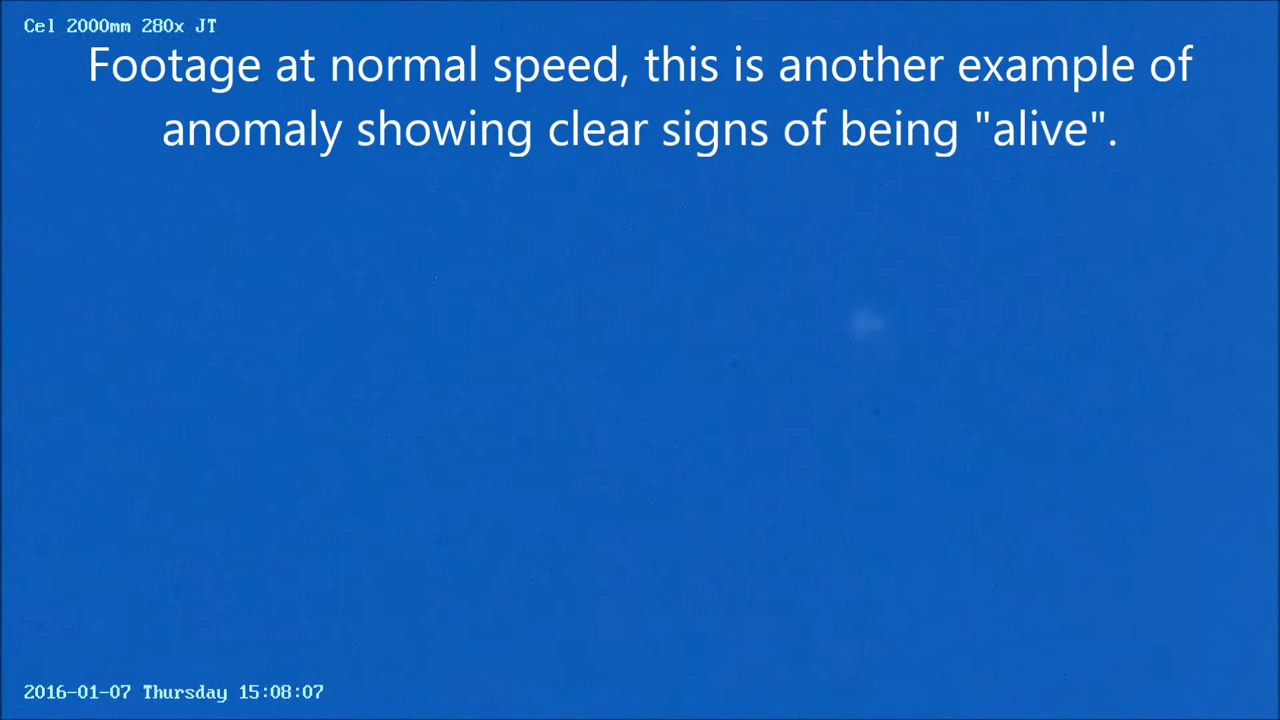 Cel 2000mm 280x JT
Footage at normal speed, this is another example of
anomaly showing clear signs of being "alive".
2016-01-07 Thursday 15:08:07